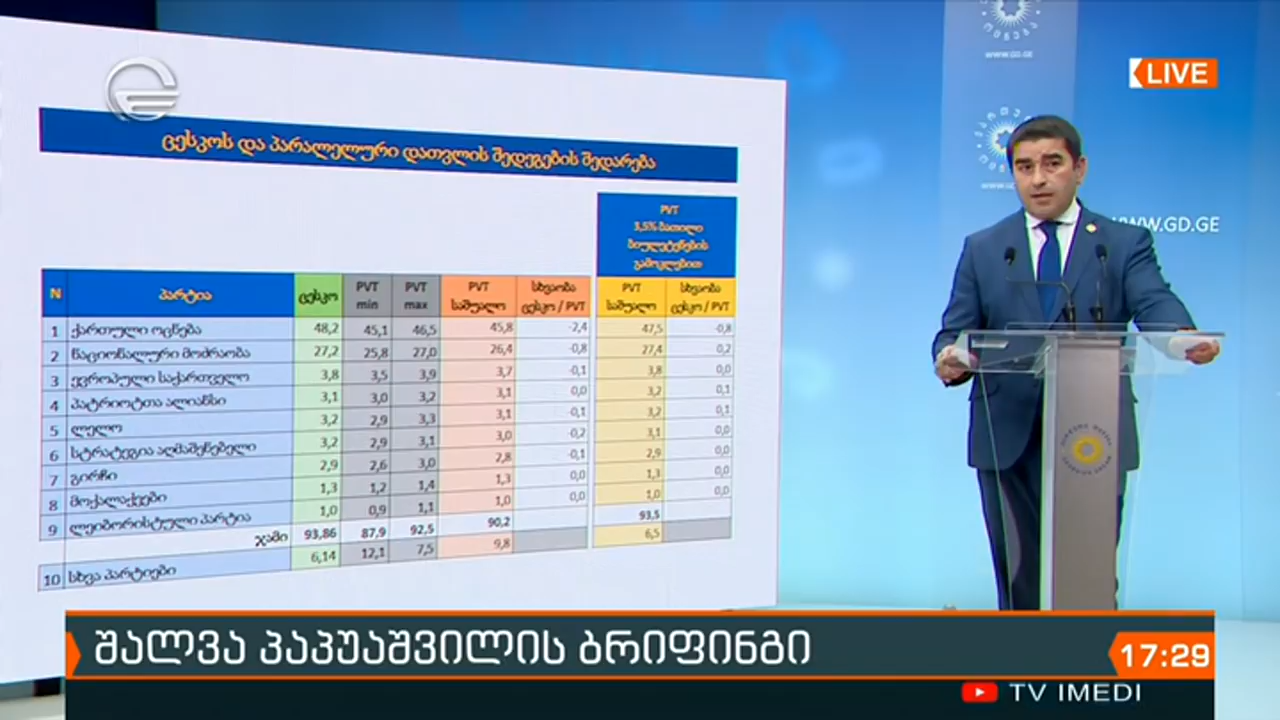 WWW.GD.GE
LIVE
WWW.GD.GE
ცესკოს და პარალელური დათვლის შედეგების შედარება
PVT
3,5% ბათილი
ბიულეტენების
გამოკლებით
N პარტია ცესკო PVT min PVT max PVT საშუალო სხვაობა ცესკო / PVT PVT საშუალო სხვაობა ცესკო / PVT
1 ქართული ოცნება 48,2 45,1 46,5 45,8 -2,4 47,5 -0,8
2 ნაციონალური მოძრაობა 27,2 25,8 27,0 26,4 -0,8 27,4 0,2
3 ევროპული საქართველო 3,8 3,5 3,9 3,7 -0,1 3,8 0,0
4 პატრიოტთა ალიანსი 3,1 3,0 3,2 3,1 0,0 3,2 0,1
5 ლელო 3,2 2,9 3,3 3,1 -0,1 3,2 0,1
6 სტრატეგია აღმაშენებელი 3,2 2,9 3,1 3,0 -0,2 3,1 0,0
7 გირჩი 2,9 2,6 3,0 2,8 -0,1 2,9 0,0
8 მოქალაქეები 1,3 1,2 1,4 1,3 0,0 1,3 0,0
9 ლეიბორისტული პარტია 1,0 0,9 1,1 1,0 0,0 1,0 0,0
ჯამი 93,86 87,9 92,5 90,2 93,5
10 სხვა პარტიები 6,14 12,1 7,5 9,8 6,5
შალვა პაპუაშვილის ბრიფინგი
17:29
TV IMEDI